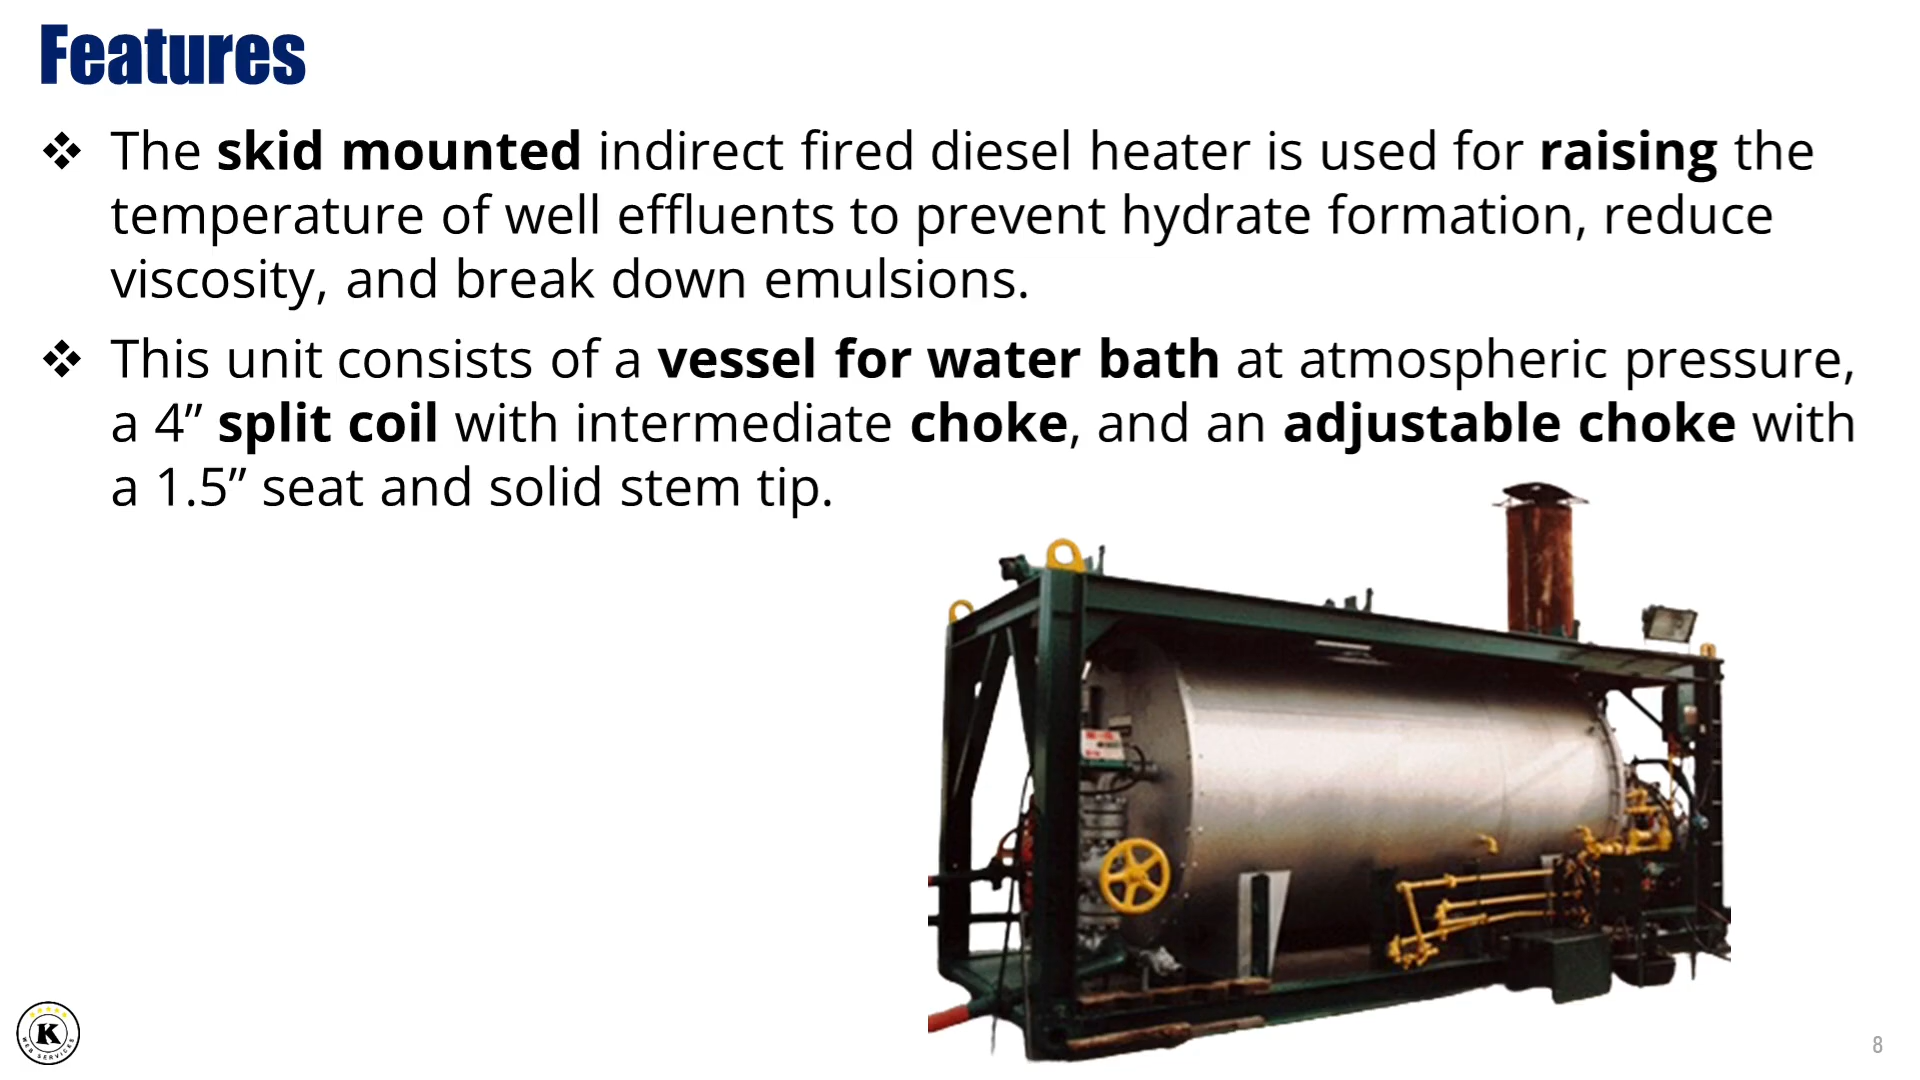 Features
❖ The skid mounted indirect fired diesel heater is used for raising the
temperature of well effluents to prevent hydrate formation, reduce
viscosity, and break down emulsions.
❖ This unit consists of a vessel for water bath at atmospheric pressure,
a 4” split coil with intermediate choke, and an adjustable choke with
a 1.5” seat and solid stem tip.
K
WEB SERVICES
8